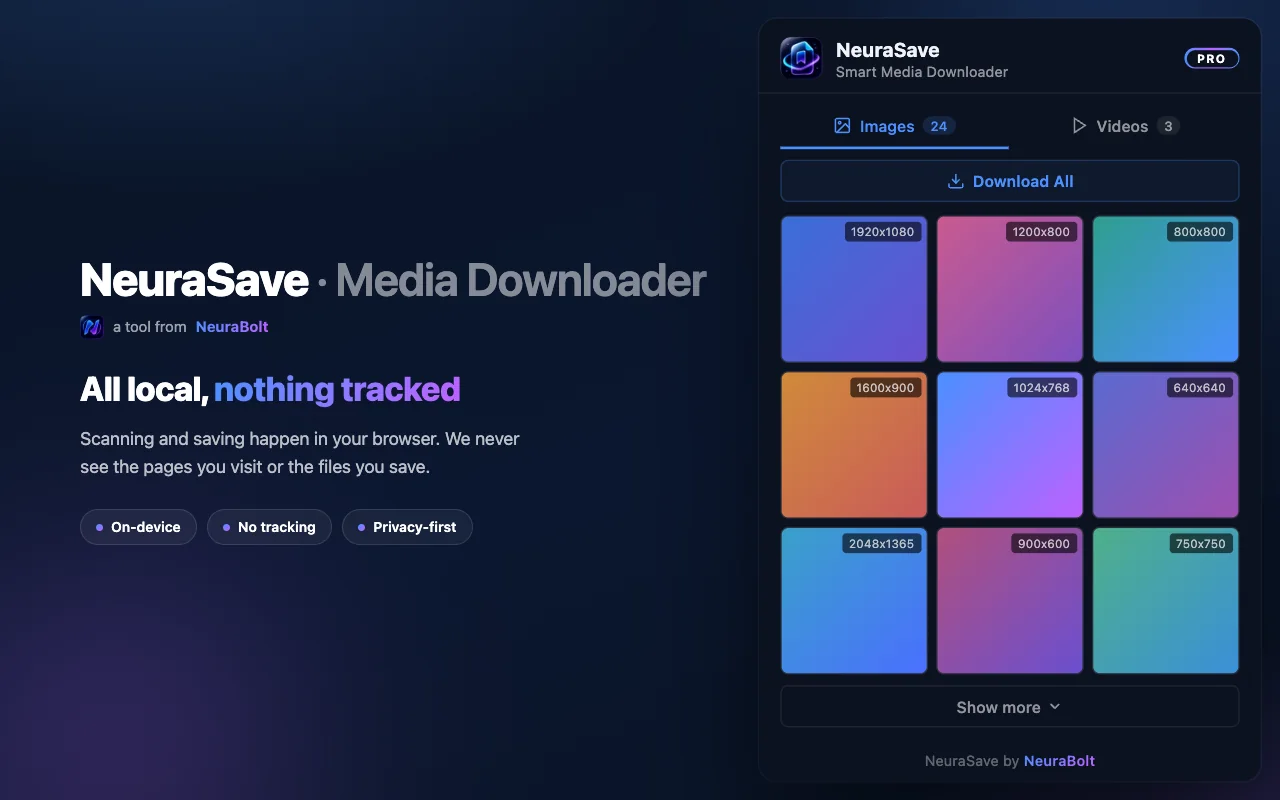 NeuraSave · Media Downloader
a tool from NeuraBolt
All local, nothing tracked
Scanning and saving happen in your browser. We never
see the pages you visit or the files you save.
On-device
No tracking
Privacy-first
NeuraSave
Smart Media Downloader
PRO
Images 24
Videos 3
Download All
1920x1080
1200x800
800x800
1600x900
1024x768
640x640
2048x1365
900x600
750x750
Show more
NeuraSave by NeuraBolt